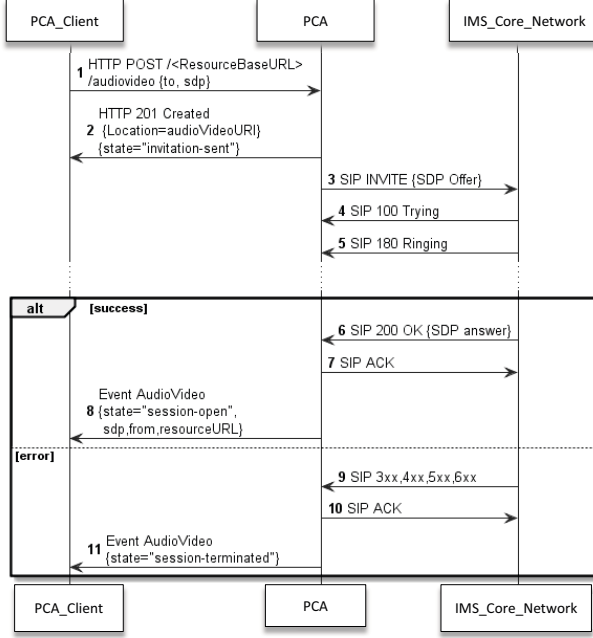 PCA_Client
PCA
IMS_Core_Network
1 HTTP POST /<ResourceBaseURL>
/audiovideo {to, sdp}
HTTP 201 Created
2 {Location=audioVideoURI}
{state="invitation-sent"}
3 SIP INVITE {SDP Offer}
4 SIP 100 Trying
5 SIP 180 Ringing
alt
[success]
6 SIP 200 OK {SDP answer}
7 SIP ACK
Event AudioVideo
8 {state="session-open",
sdp,from,resourceURL}
[error]
9 SIP 3xx,4xx,5xx,6xx
10 SIP ACK
11 Event AudioVideo
{state="session-terminated"}
PCA_Client
PCA
IMS_Core_Network